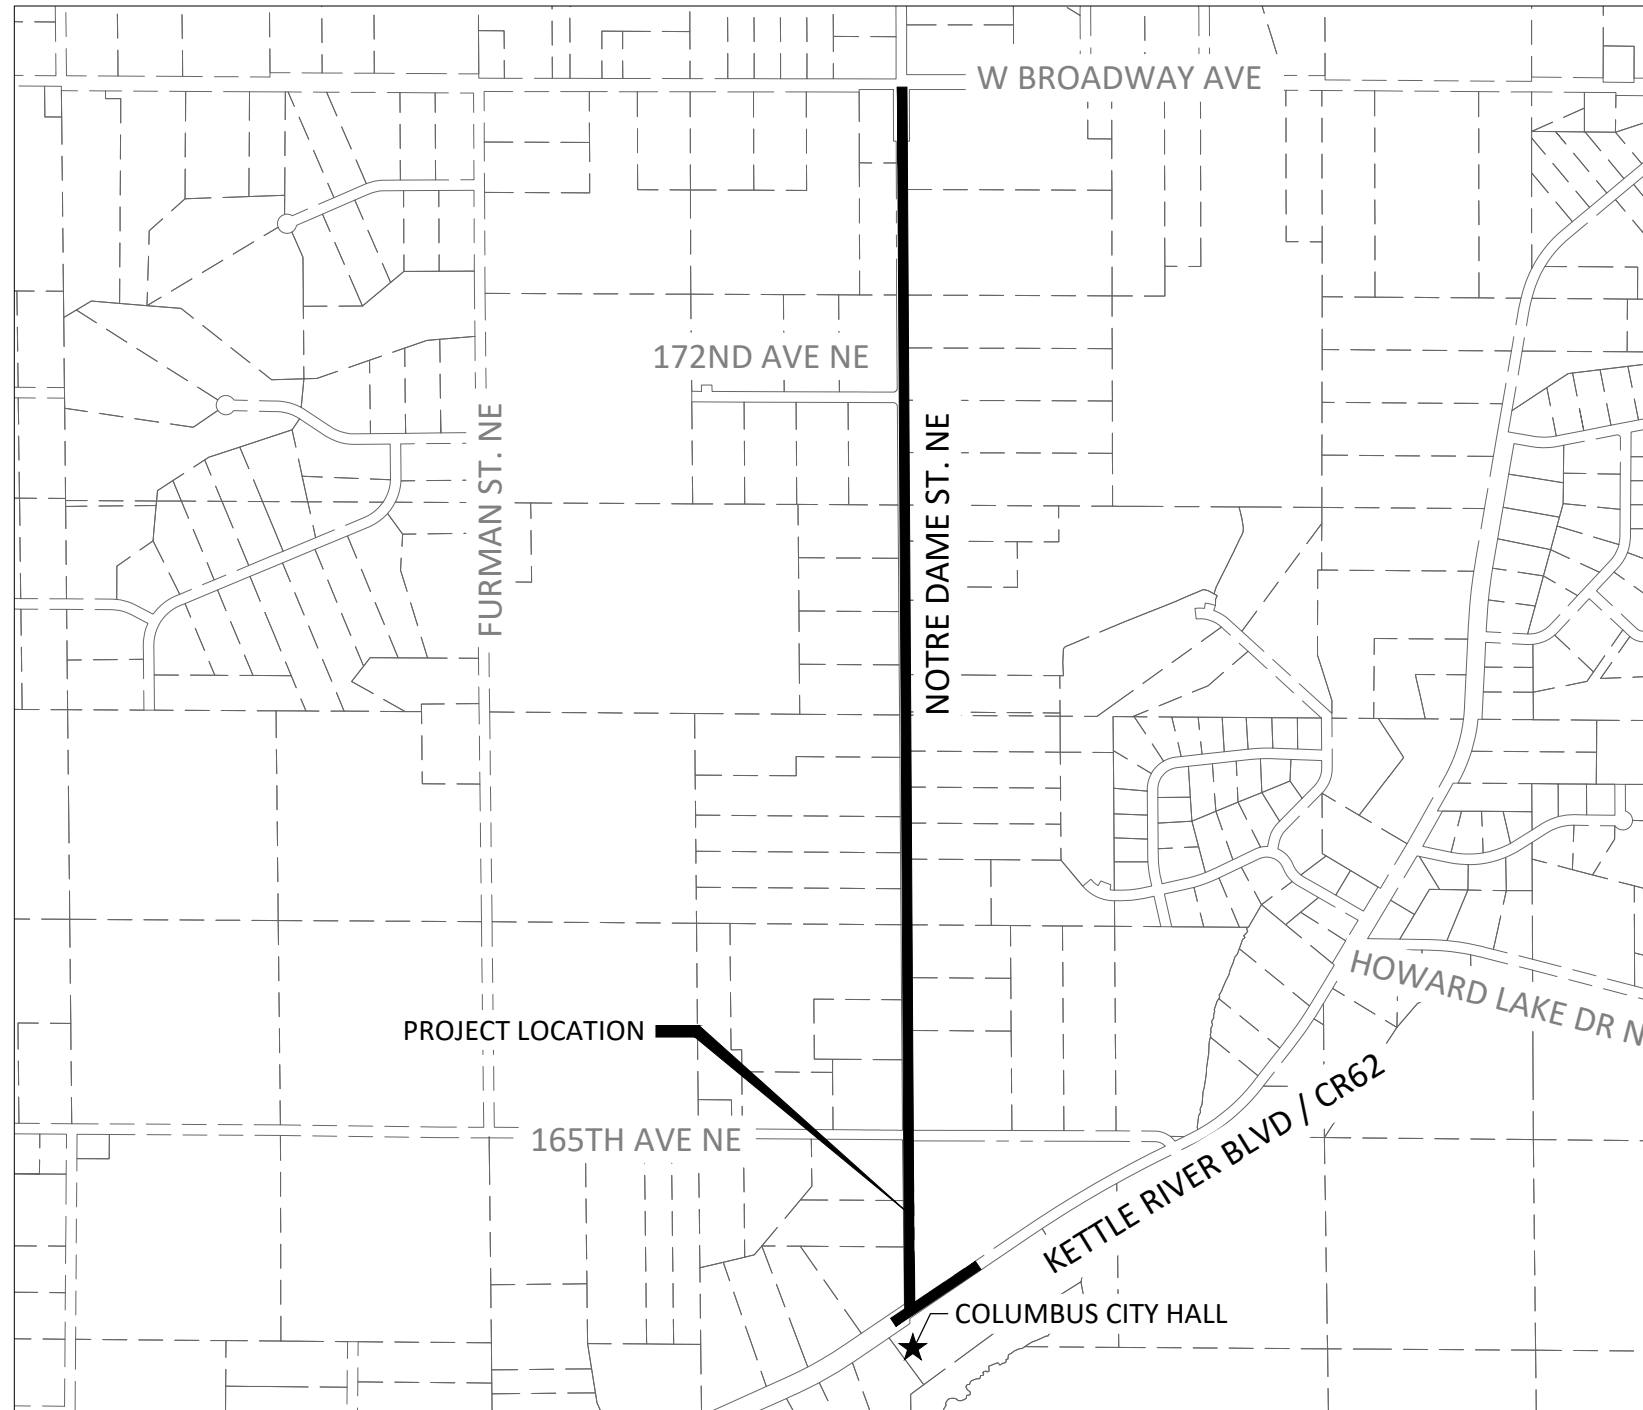 W BROADWAY AVE
172ND AVE NE
FURMAN ST. NE
NOTRE DAME ST. NE
HOWARD LAKE DR N
PROJECT LOCATION
KETTLE RIVER BLVD / CR62
165TH AVE NE
COLUMBUS CITY HALL